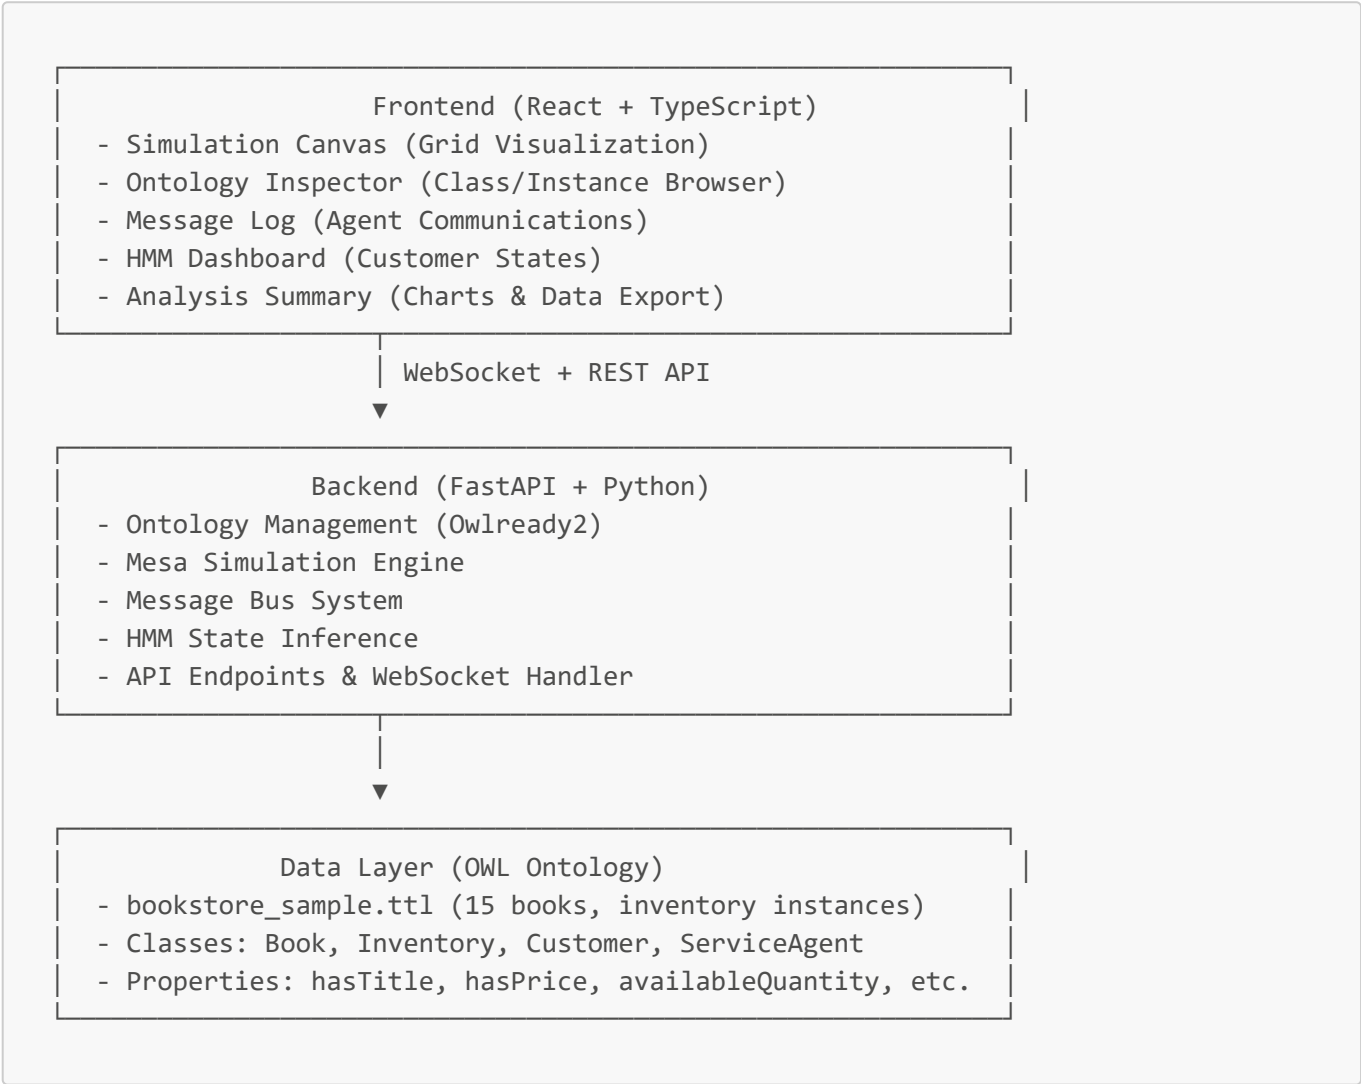 Frontend (React + TypeScript)
- Simulation Canvas (Grid Visualization)
- Ontology Inspector (Class/Instance Browser)
- Message Log (Agent Communications)
- HMM Dashboard (Customer States)
- Analysis Summary (Charts & Data Export)
WebSocket + REST API
Backend (FastAPI + Python)
- Ontology Management (Owlready2)
- Mesa Simulation Engine
- Message Bus System
- HMM State Inference
- API Endpoints & WebSocket Handler
Data Layer (OWL Ontology)
- bookstore_sample.ttl (15 books, inventory instances)
- Classes: Book, Inventory, Customer, ServiceAgent
- Properties: hasTitle, hasPrice, availableQuantity, etc.